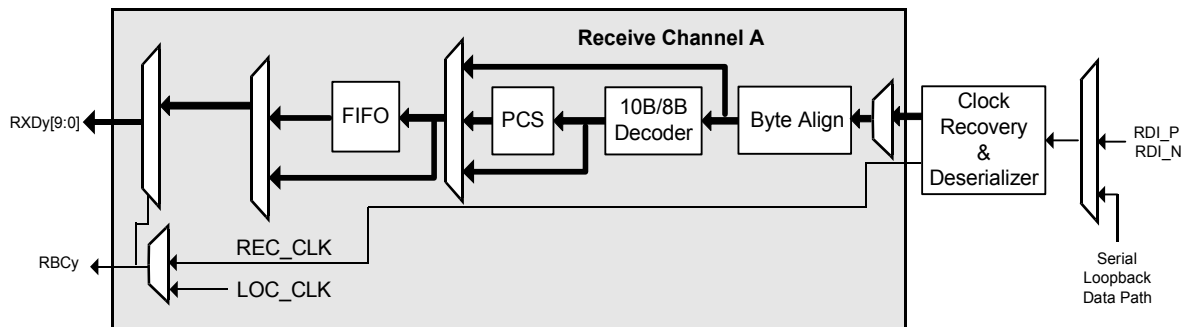 Receive Channel A
RXDy[9:0]
FIFO
PCS
10B/8B
Decoder
Byte Align
Clock
Recovery
&
Deserializer
RDI_P
RDI_N
REC_CLK
RBCy
LOC_CLK
Serial
Loopback
Data Path